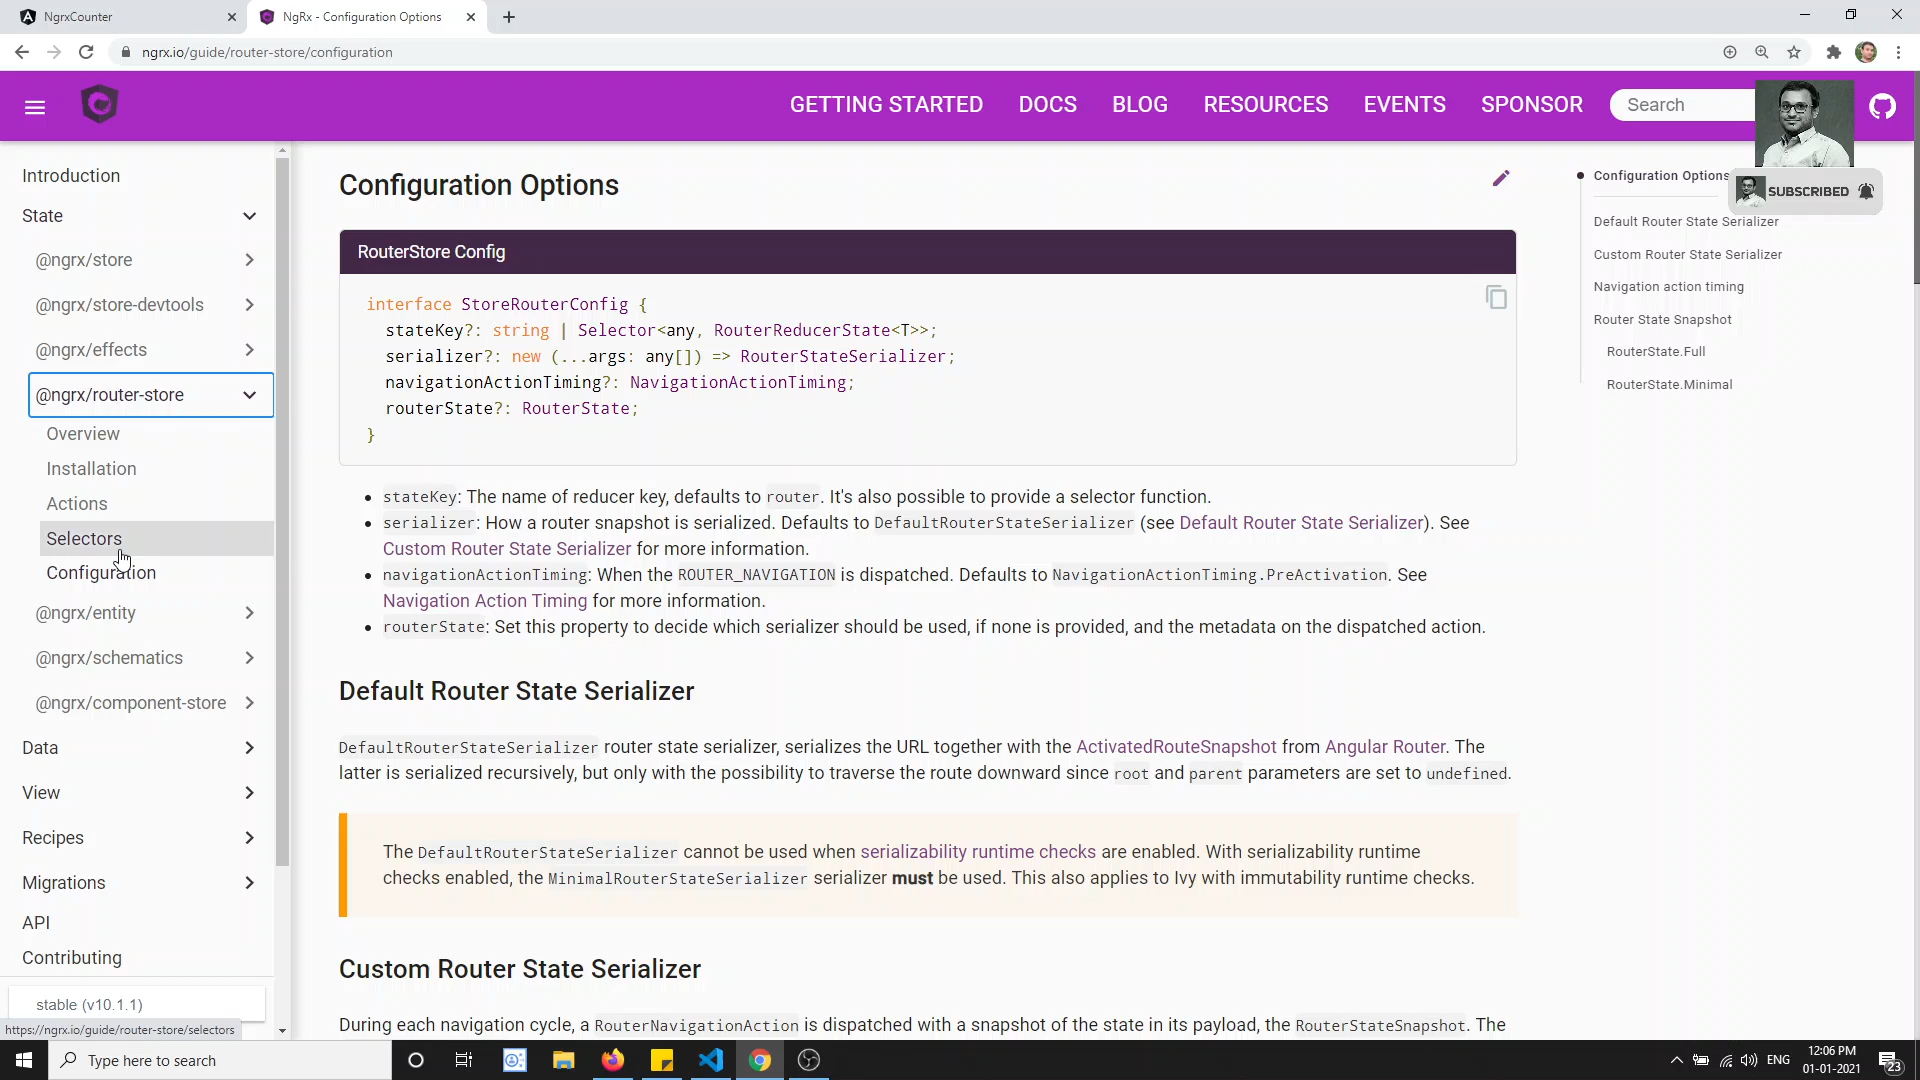 NgrxCounter
NgRx - Configuration Options
ngrx.io/guide/router-store/configuration
GETTING STARTED
DOCS
BLOG
RESOURCES
EVENTS
SPONSOR
Search
SUBSCRIBED
Introduction
State
@ngrx/store
@ngrx/store-devtools
@ngrx/effects
@ngrx/router-store
Overview
Installation
Actions
Selectors
Configuration
@ngrx/entity
@ngrx/schematics
@ngrx/component-store
Data
View
Recipes
Migrations
API
Contributing
stable (v10.1.1)
https://ngrx.io/guide/router-store/selectors
Configuration Options
RouterStore Config
interface StoreRouterConfig {
stateKey?: string | Selector<any, RouterReducerState<T>>;
serializer?: new (...args: any[]) => RouterStateSerializer;
navigationActionTiming?: NavigationActionTiming;
routerState?: RouterState;
}
• stateKey: The name of reducer key, defaults to router. It's also possible to provide a selector function.
• serializer: How a router snapshot is serialized. Defaults to DefaultRouterStateSerializer (see Default Router State Serializer). See
Custom Router State Serializer for more information.
• navigationActionTiming: When the ROUTER_NAVIGATION is dispatched. Defaults to NavigationActionTiming.PreActivation. See
Navigation Action Timing for more information.
• routerState: Set this property to decide which serializer should be used, if none is provided, and the metadata on the dispatched action.
Default Router State Serializer
DefaultRouterStateSerializer router state serializer, serializes the URL together with the ActivatedRouteSnapshot from Angular Router. The
latter is serialized recursively, but only with the possibility to traverse the route downward since root and parent parameters are set to undefined.
The DefaultRouterStateSerializer cannot be used when serializability runtime checks are enabled. With serializability runtime
checks enabled, the MinimalRouterStateSerializer serializer must be used. This also applies to Ivy with immutability runtime checks.
Custom Router State Serializer
During each navigation cycle, a RouterNavigationAction is dispatched with a snapshot of the state in its payload, the RouterStateSnapshot. The
Configuration Options
Default Router State Serializer
Custom Router State Serializer
Navigation action timing
Router State Snapshot
RouterState.Full
RouterState.Minimal
Type here to search
ENG
12:06 PM
01-01-2021
23